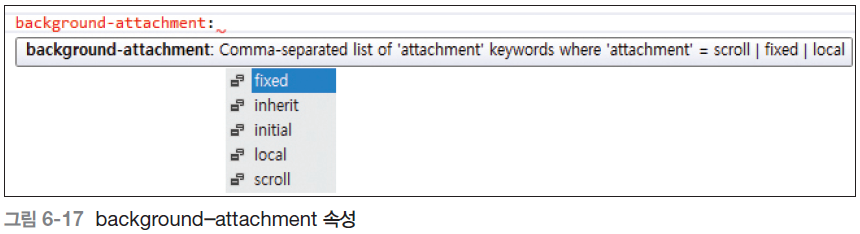 background-attachment:
background-attachment: Comma-separated list of 'attachment' keywords where 'attachment' = scroll | fixed | local
fixed
inherit
initial
local
scroll
그림 6-17 background-attachment 속성